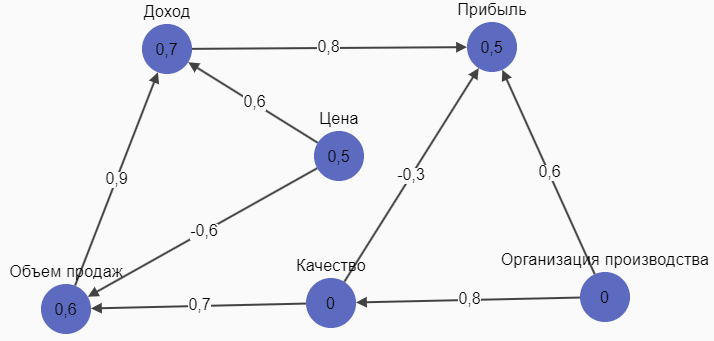 Доход
Прибыль
0,7
0,8
0,5
0,6
Цена
0,5
0,9
-0,3
0,6
-0,6
Объем продаж
Качество
Организация производства
0,6
0,7
0
0,8
0